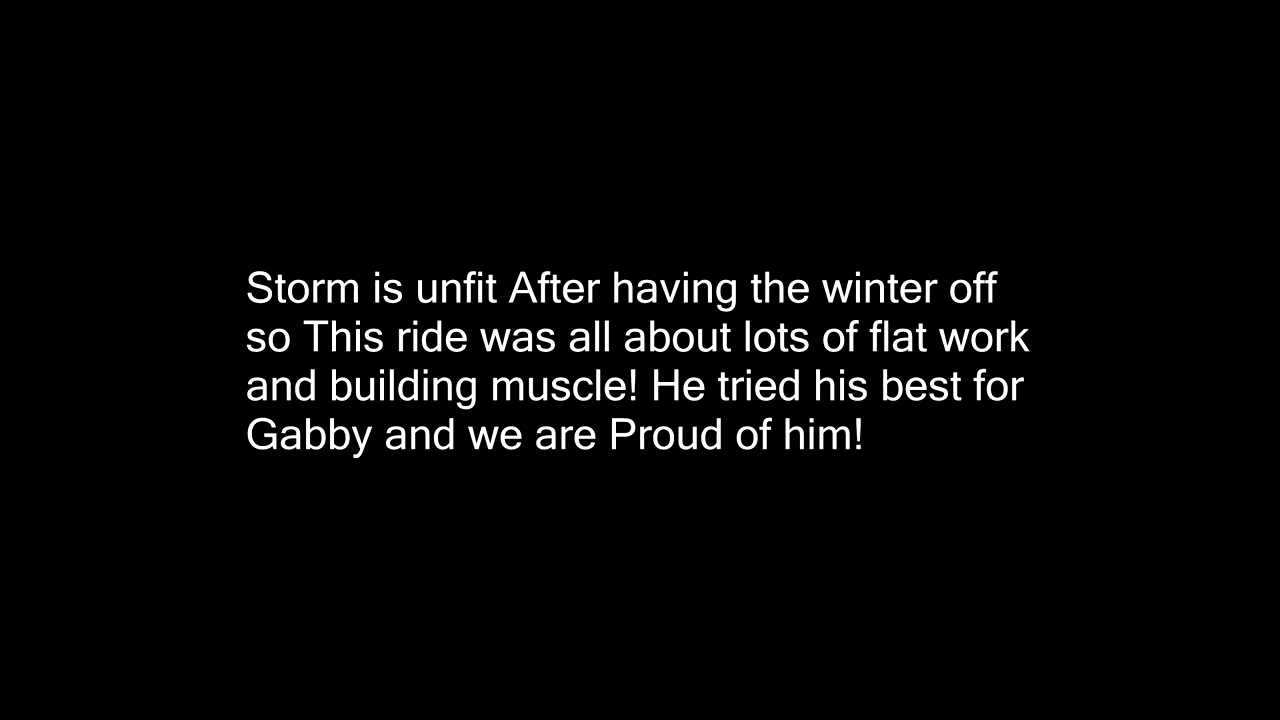 Storm is unfit After having the winter off
so This ride was all about lots of flat work
and building muscle! He tried his best for
Gabby and we are Proud of him!